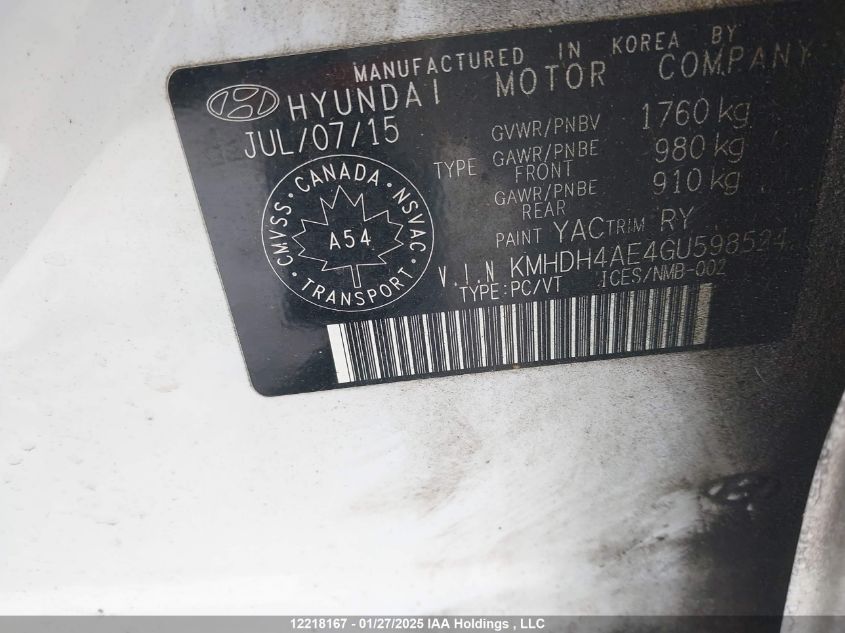 MANUFACTURED IN KOREA BY
HYUNDAI MOTOR COMPANY
JUL/07/15
GVWR/PNBV 1760 kg
TYPE GAWR/PNBE FRONT 980 kg
GAWR/PNBE REAR 910 kg
PAINT YAC TRIM RY
V.I.N KMHDH4AE4GU598524
TYPE:PC/VT ICES/NMB-002
CMVSS · CANADA · NSVAC · TRANSPORT ·
A54
12218167 - 01/27/2025 IAA Holdings , LLC